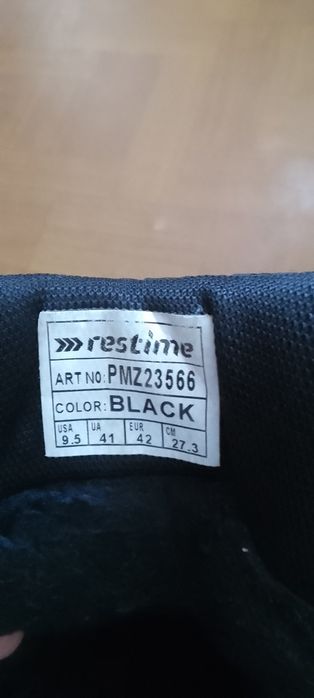 restime
ART NO: PMZ23566
COLOR: BLACK
USA UA EUR CM
9.5 41 42 27.3